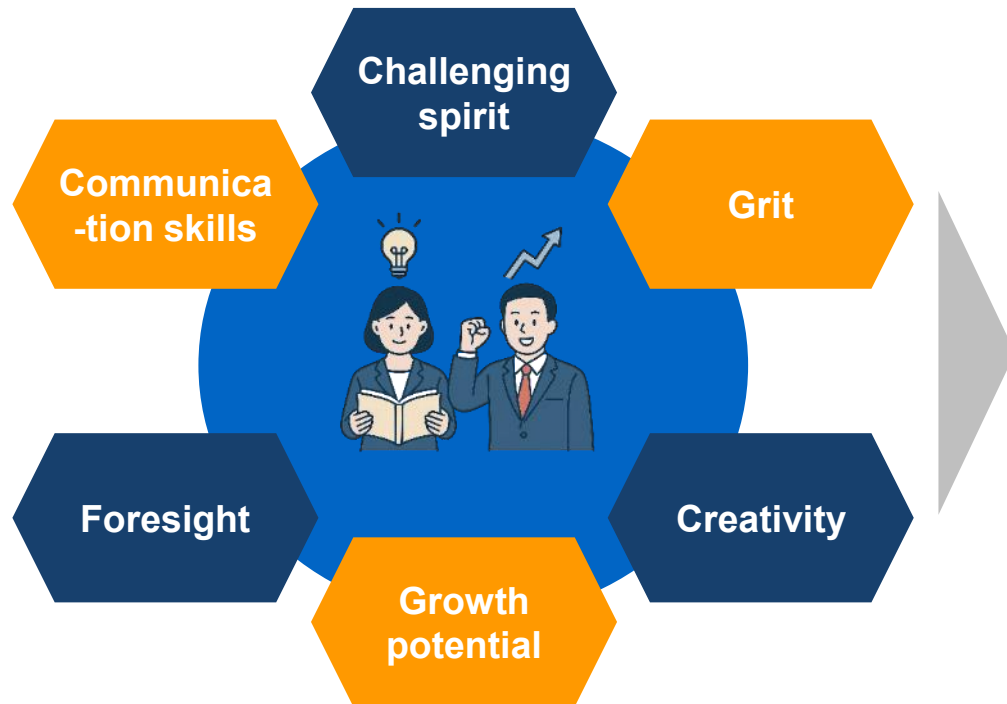 Challenging
spirit
Communica
-tion skills
Grit
Foresight
Creativity
Growth
potential